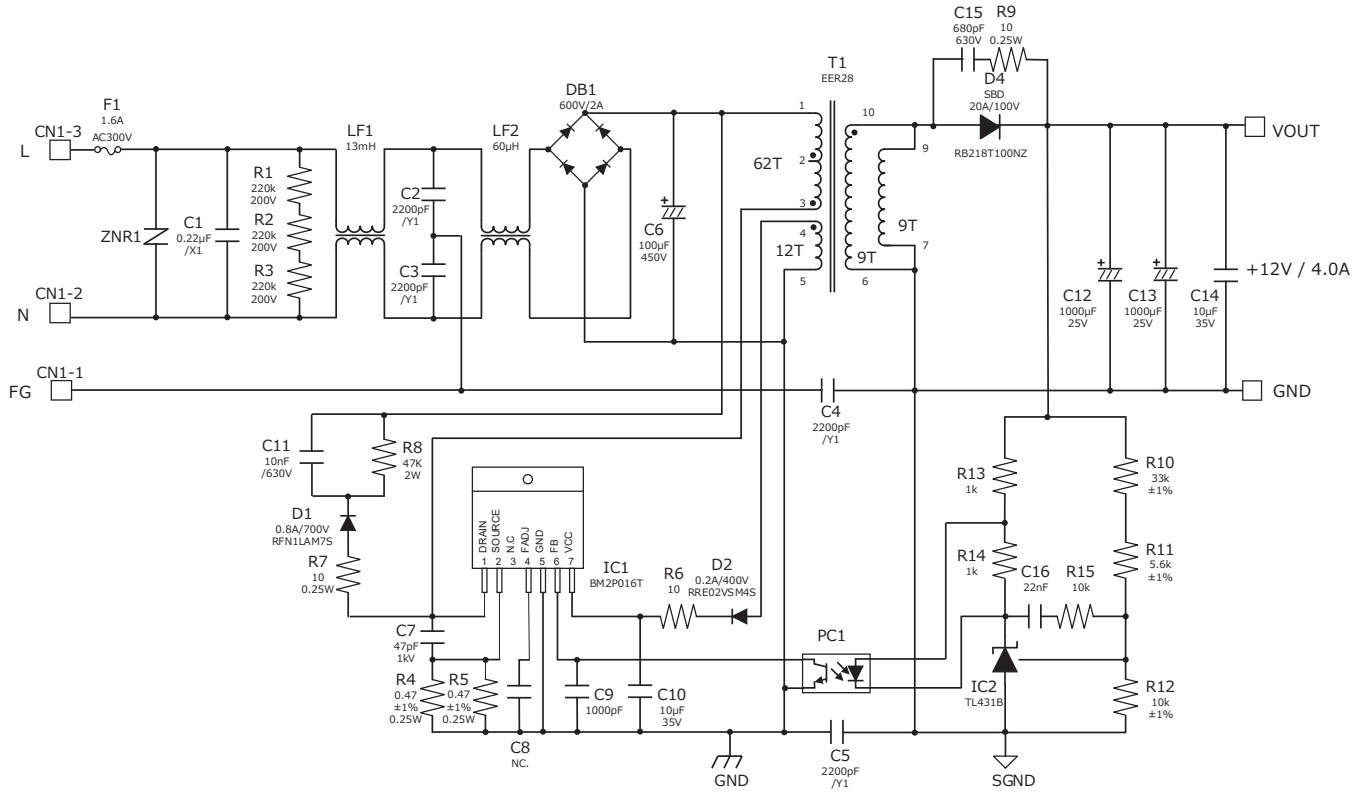 C15
680pF
630V
R9
10
0.25W
D4
SBD
20A/100V
RB218T100NZ
T1
EER28
DB1
600V/2A
F1
1.6A
AC300V
CN1-3
L
LF1
13mH
LF2
60µH
1
2
3
4
5
62T
12T
10
9
7
6
9T
9T
VOUT
ZNR1
C1
0.22µF
/X1
R1
220k
200V
R2
220k
200V
R3
220k
200V
C2
2200pF
/Y1
C3
2200pF
/Y1
+
C6
100µF
450V
+
C12
1000µF
25V
+
C13
1000µF
25V
C14
10µF
35V
+12V / 4.0A
CN1-2
N
CN1-1
FG
C4
2200pF
/Y1
GND
C11
10nF
/630V
R8
47K
2W
D1
0.8A/700V
RFN1LAM7S
R7
10
0.25W
DRAIN
SOURCE
N.C
FADJ
GND
FB
VCC
1 2 3 4 5 6 7
IC1
BM2P016T
R6
10
D2
0.2A/400V
RRE02VSM4S
R13
1k
R10
33k
±1%
R14
1k
R11
5.6k
±1%
C16
22nF
R15
10k
PC1
IC2
TL431B
R12
10k
±1%
C7
47pF
1kV
R4
0.47
±1%
0.25W
R5
0.47
±1%
0.25W
C8
NC.
C9
1000pF
C10
10µF
35V
GND
C5
2200pF
/Y1
SGND